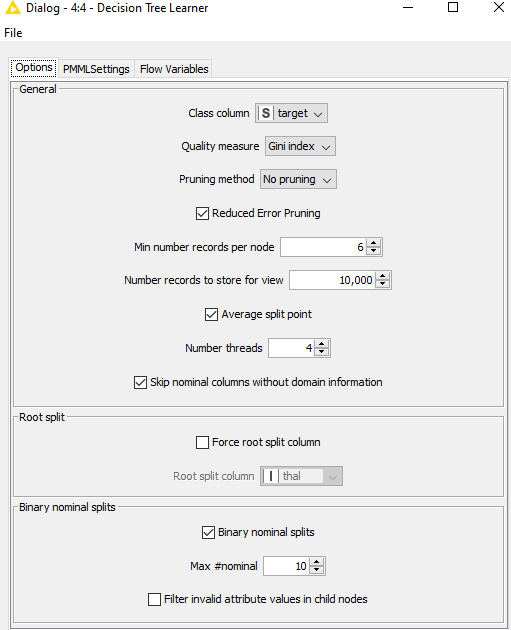 Dialog - 4:4 - Decision Tree Learner
File
Options PMMLSettings Flow Variables
General
Class column S target
Quality measure Gini index
Pruning method No pruning
Reduced Error Pruning
Min number records per node 6
Number records to store for view 10,000
Average split point
Number threads 4
Skip nominal columns without domain information
Root split
Force root split column
Root split column I thal
Binary nominal splits
Binary nominal splits
Max #nominal 10
Filter invalid attribute values in child nodes